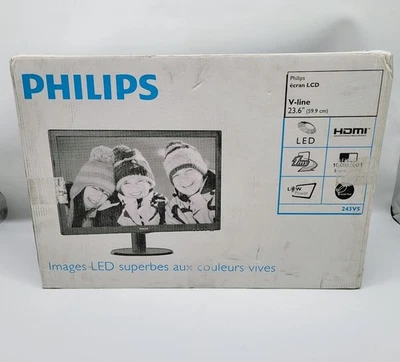 PHILIPS
Philips
écran LCD
V-line
23.6" (59.9 cm)
LED
HDMI
Images LED superbes aux couleurs vives
243V5